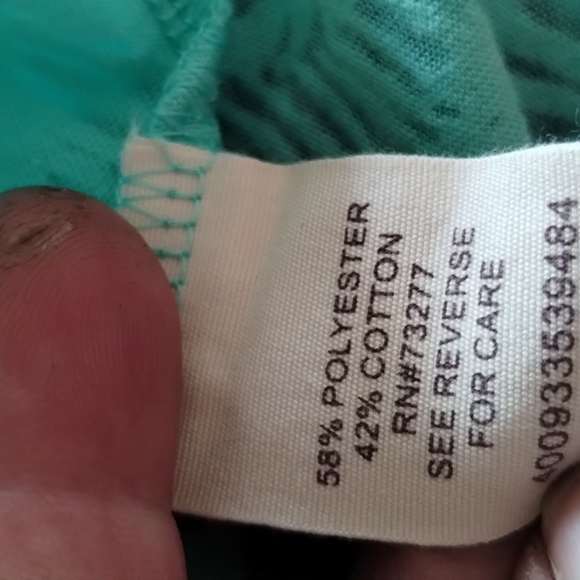 58% POLYESTER
42% COTTON
RN#73277
SEE REVERSE
FOR CARE
400933539484